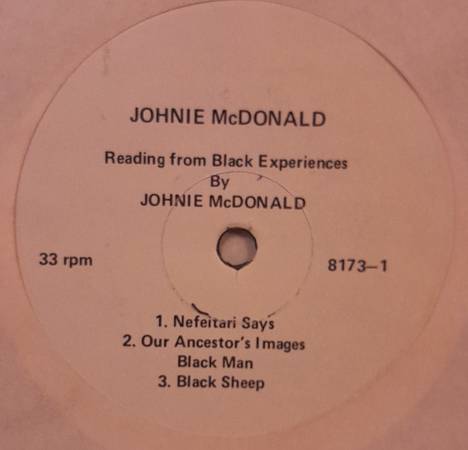 JOHNIE McDONALD
Reading from Black Experiences
By
JOHNIE McDONALD
33 rpm
8173–1
1. Nefeitari Says
2. Our Ancestor's Images
Black Man
3. Black Sheep